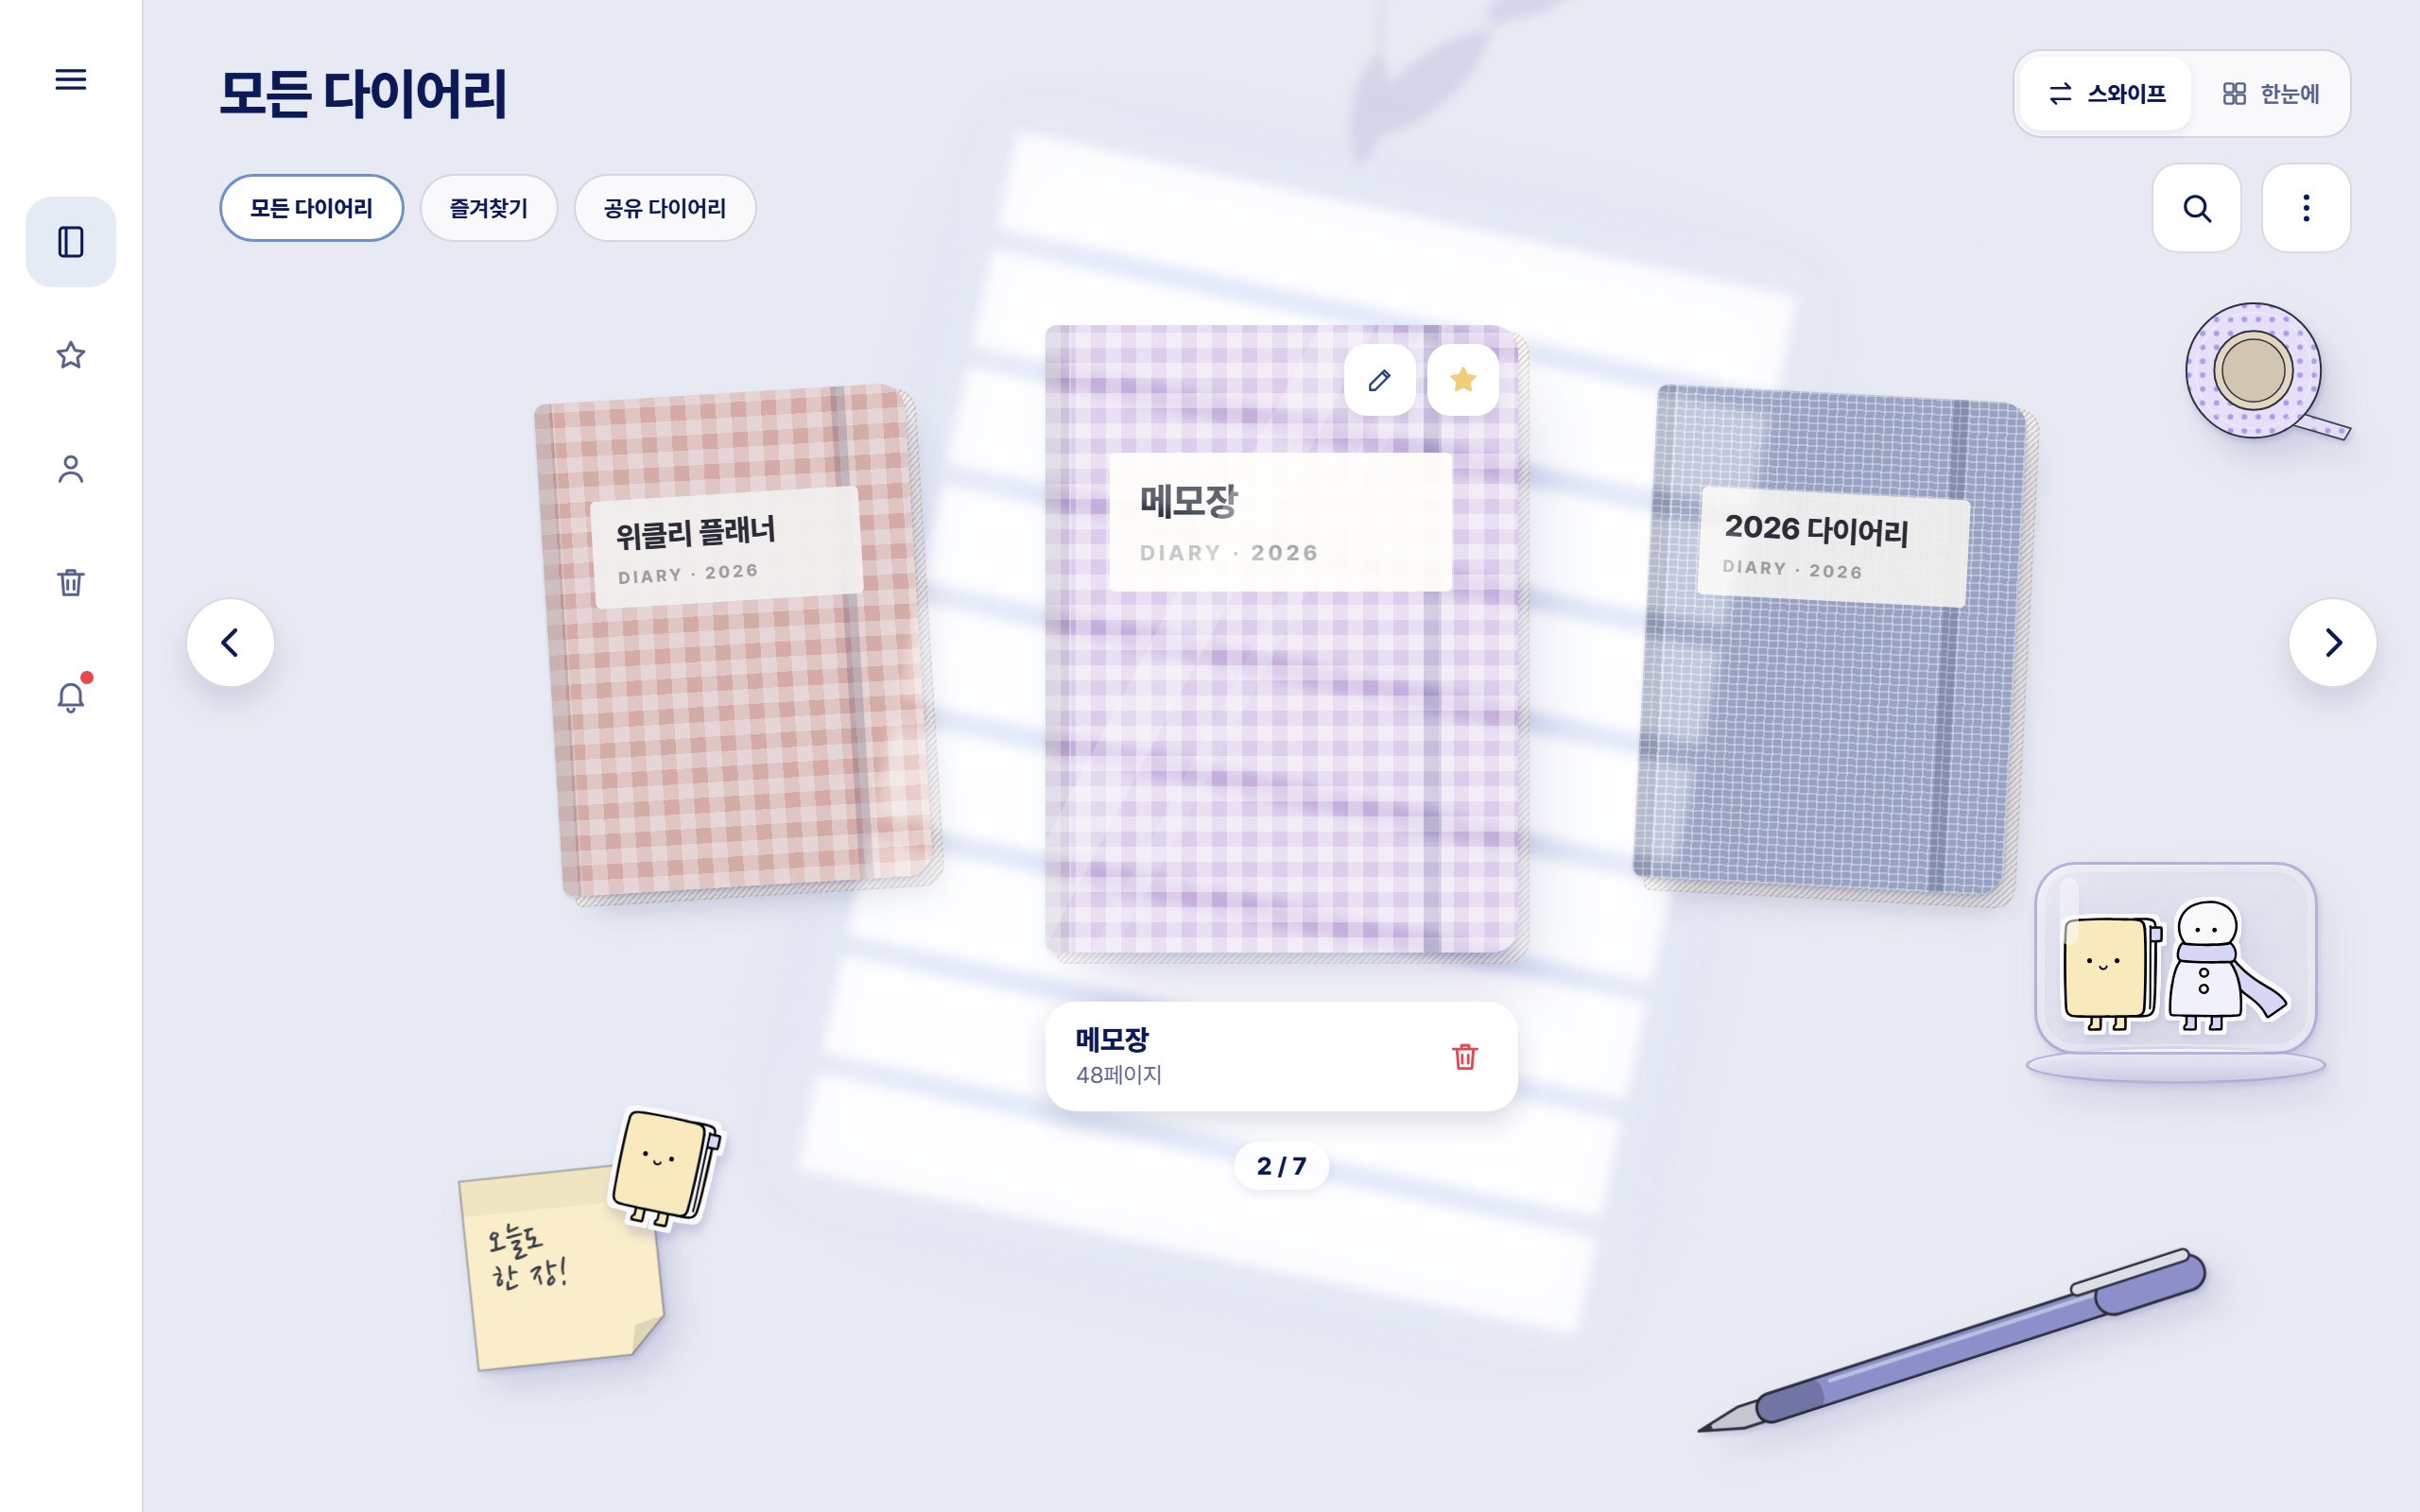 모든 다이어리
스와이프
한눈에
모든 다이어리
즐겨찾기
공유 다이어리
위클리 플래너
DIARY · 2026
메모장
DIARY · 2026
2026 다이어리
DIARY · 2026
메모장
48페이지
2 / 7
오늘도
한 장!